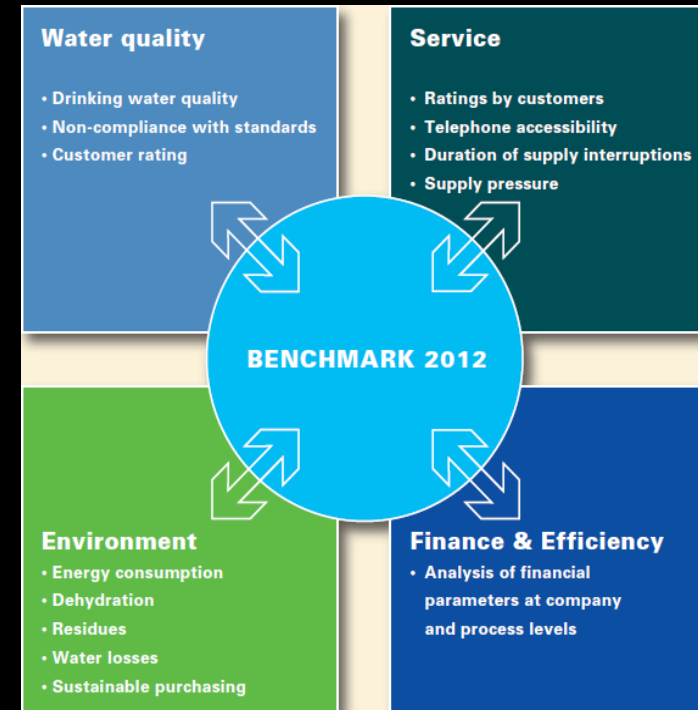 Water quality
• Drinking water quality
• Non-compliance with standards
• Customer rating
Service
• Ratings by customers
• Telephone accessibility
• Duration of supply interruptions
• Supply pressure
BENCHMARK 2012
Environment
• Energy consumption
• Dehydration
• Residues
• Water losses
• Sustainable purchasing
Finance & Efficiency
• Analysis of financial
parameters at company
and process levels